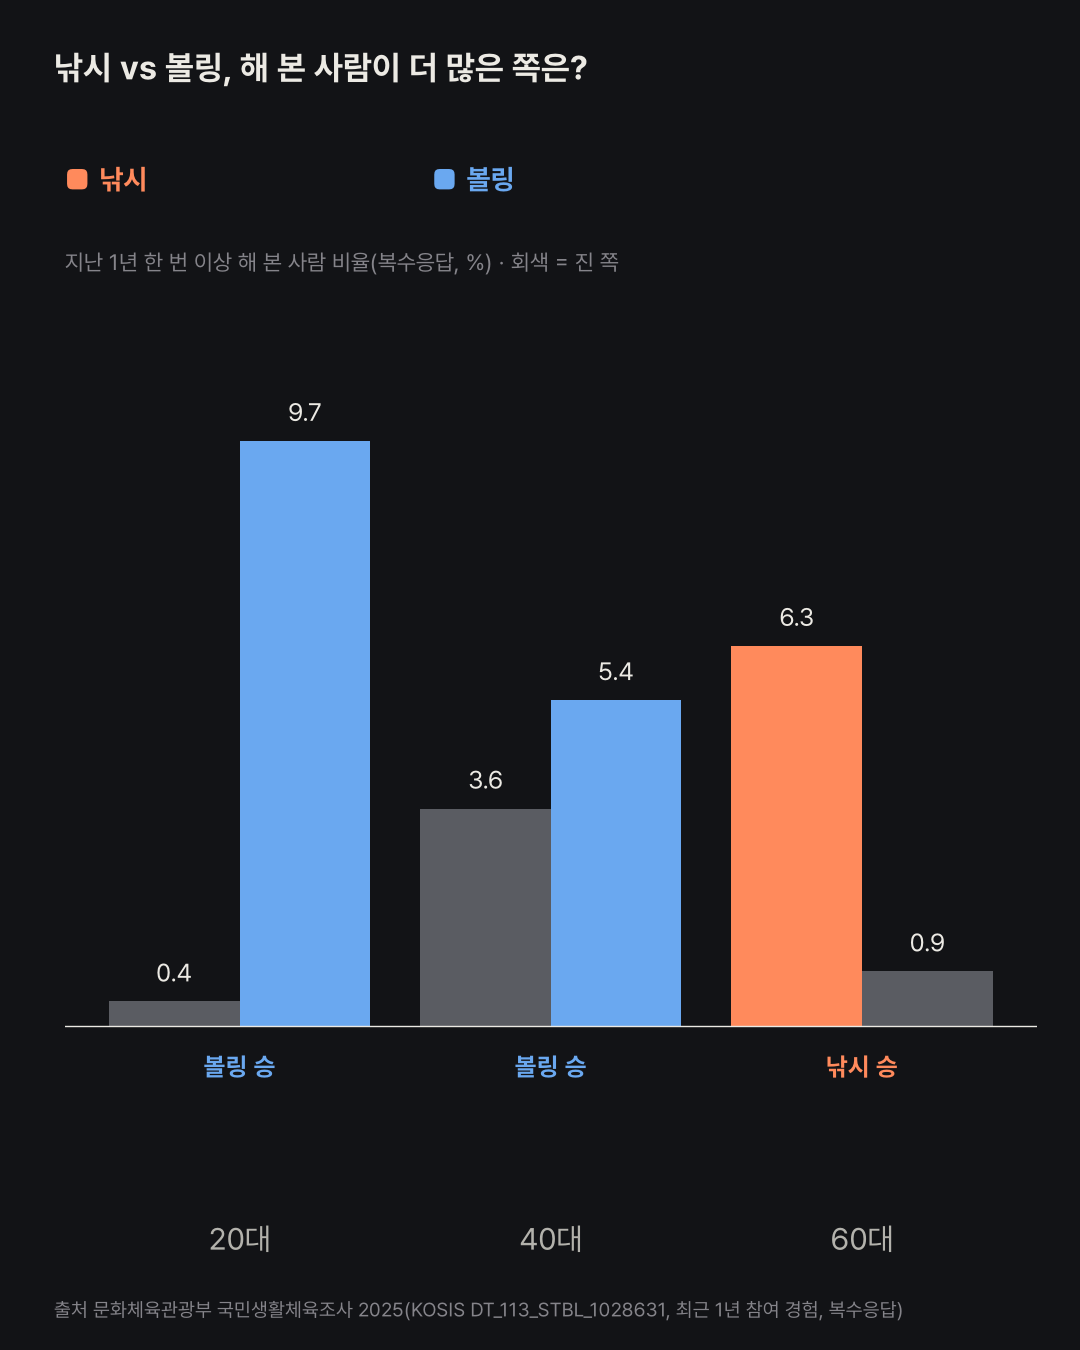 낚시 vs 볼링, 해 본 사람이 더 많은 쪽은?
낚시
볼링
지난 1년 한 번 이상 해 본 사람 비율(복수응답, %) · 회색 = 진 쪽
9.7
6.3
5.4
3.6
0.9
0.4
볼링 승
볼링 승
낚시 승
20대
40대
60대
출처 문화체육관광부 국민생활체육조사 2025(KOSIS DT_113_STBL_1028631, 최근 1년 참여 경험, 복수응답)